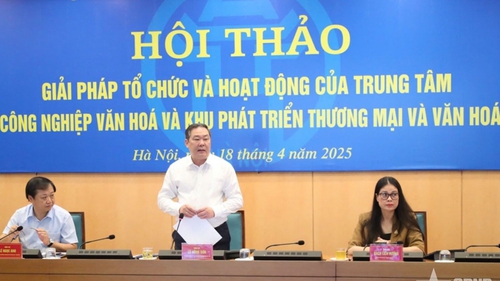 HỘI THẢO
GIẢI PHÁP TỔ CHỨC VÀ HOẠT ĐỘNG CỦA TRUNG TÂM
CÔNG NGHIỆP VĂN HOÁ VÀ KHU PHÁT TRIỂN THƯƠNG MẠI VÀ VĂN HOÁ
Hà Nội, 18 tháng 4 năm 2025